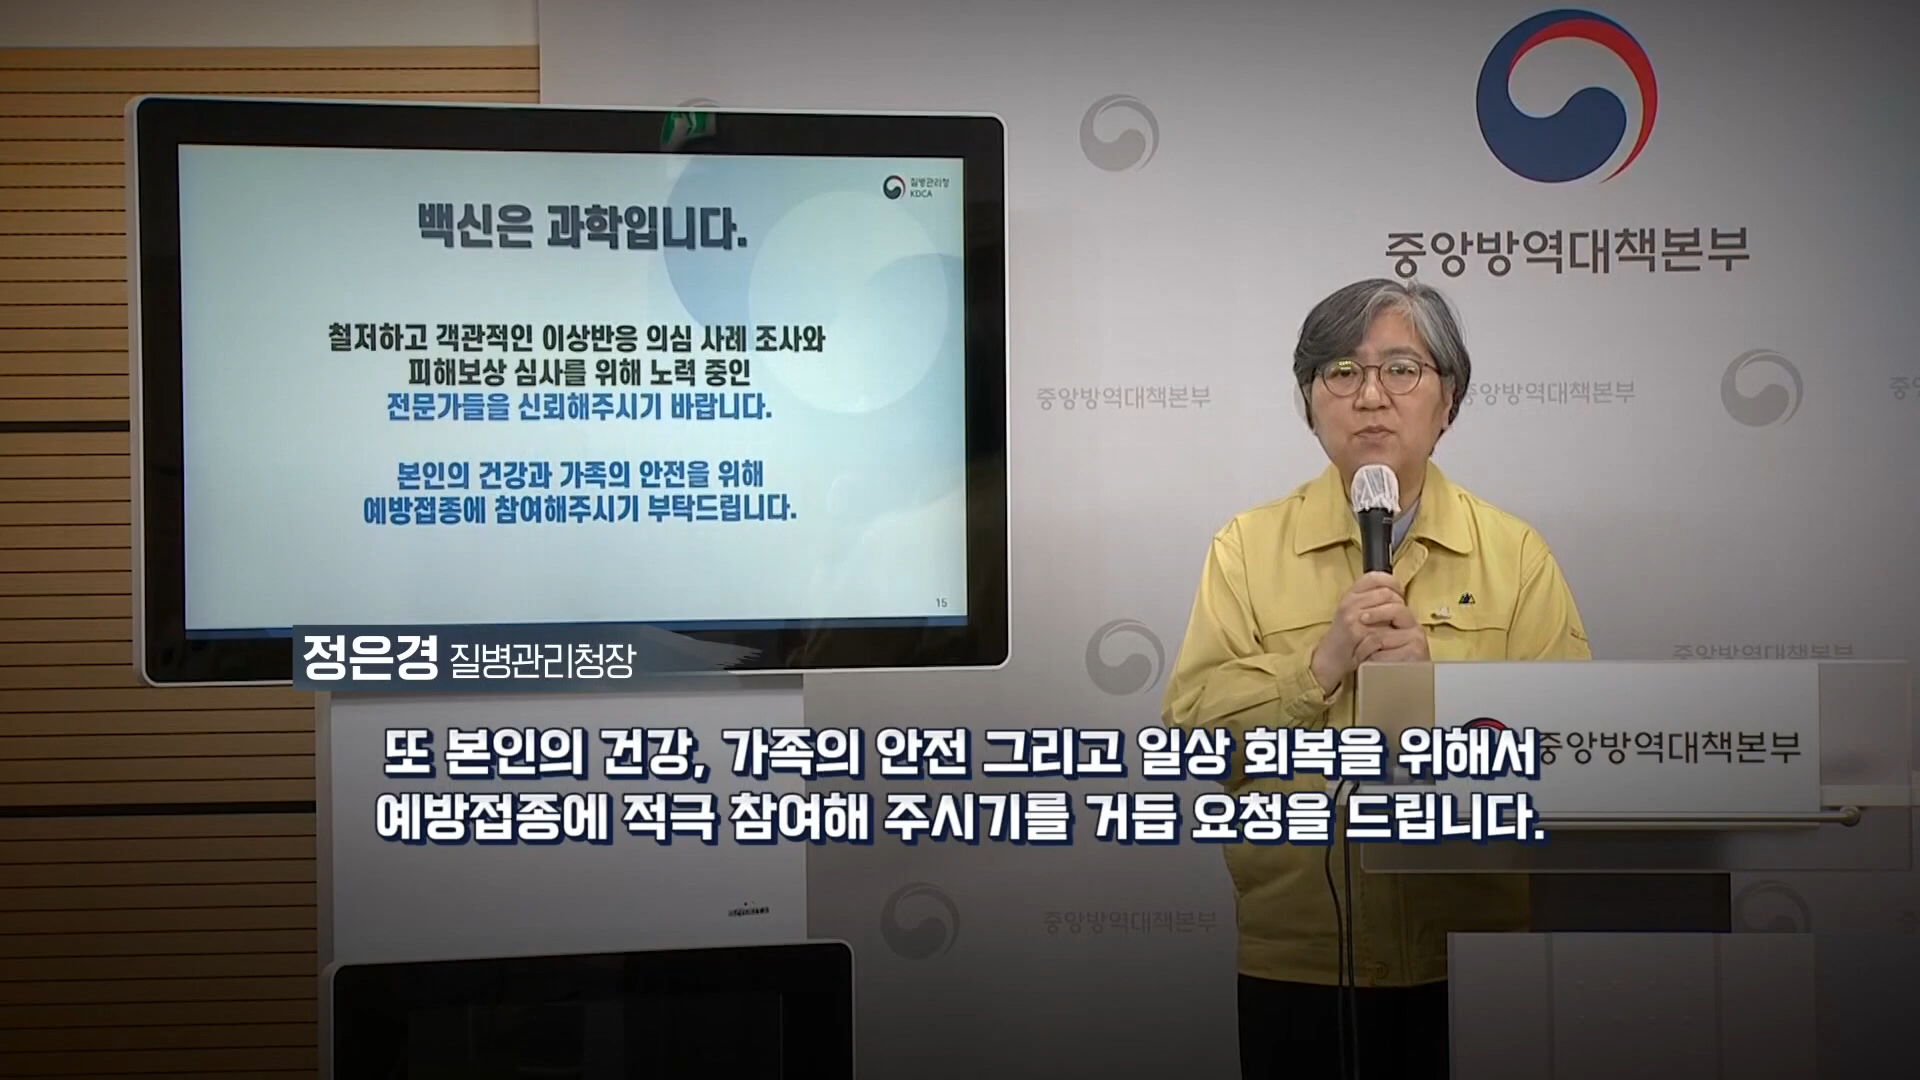 질병관리청
KDCA
백신은 과학입니다.
철저하고 객관적인 이상반응 의심 사례 조사와
피해보상 심사를 위해 노력 중인
전문가들을 신뢰해주시기 바랍니다.
본인의 건강과 가족의 안전을 위해
예방접종에 참여해주시기 부탁드립니다.
15
중앙방역대책본부
중앙방역대책본부
중앙방역대책본부
중앙방역대책본부
정은경 질병관리청장
중앙방역대책본부
또 본인의 건강, 가족의 안전 그리고 일상 회복을 위해서
예방접종에 적극 참여해 주시기를 거듭 요청을 드립니다.
중앙방역대책본부